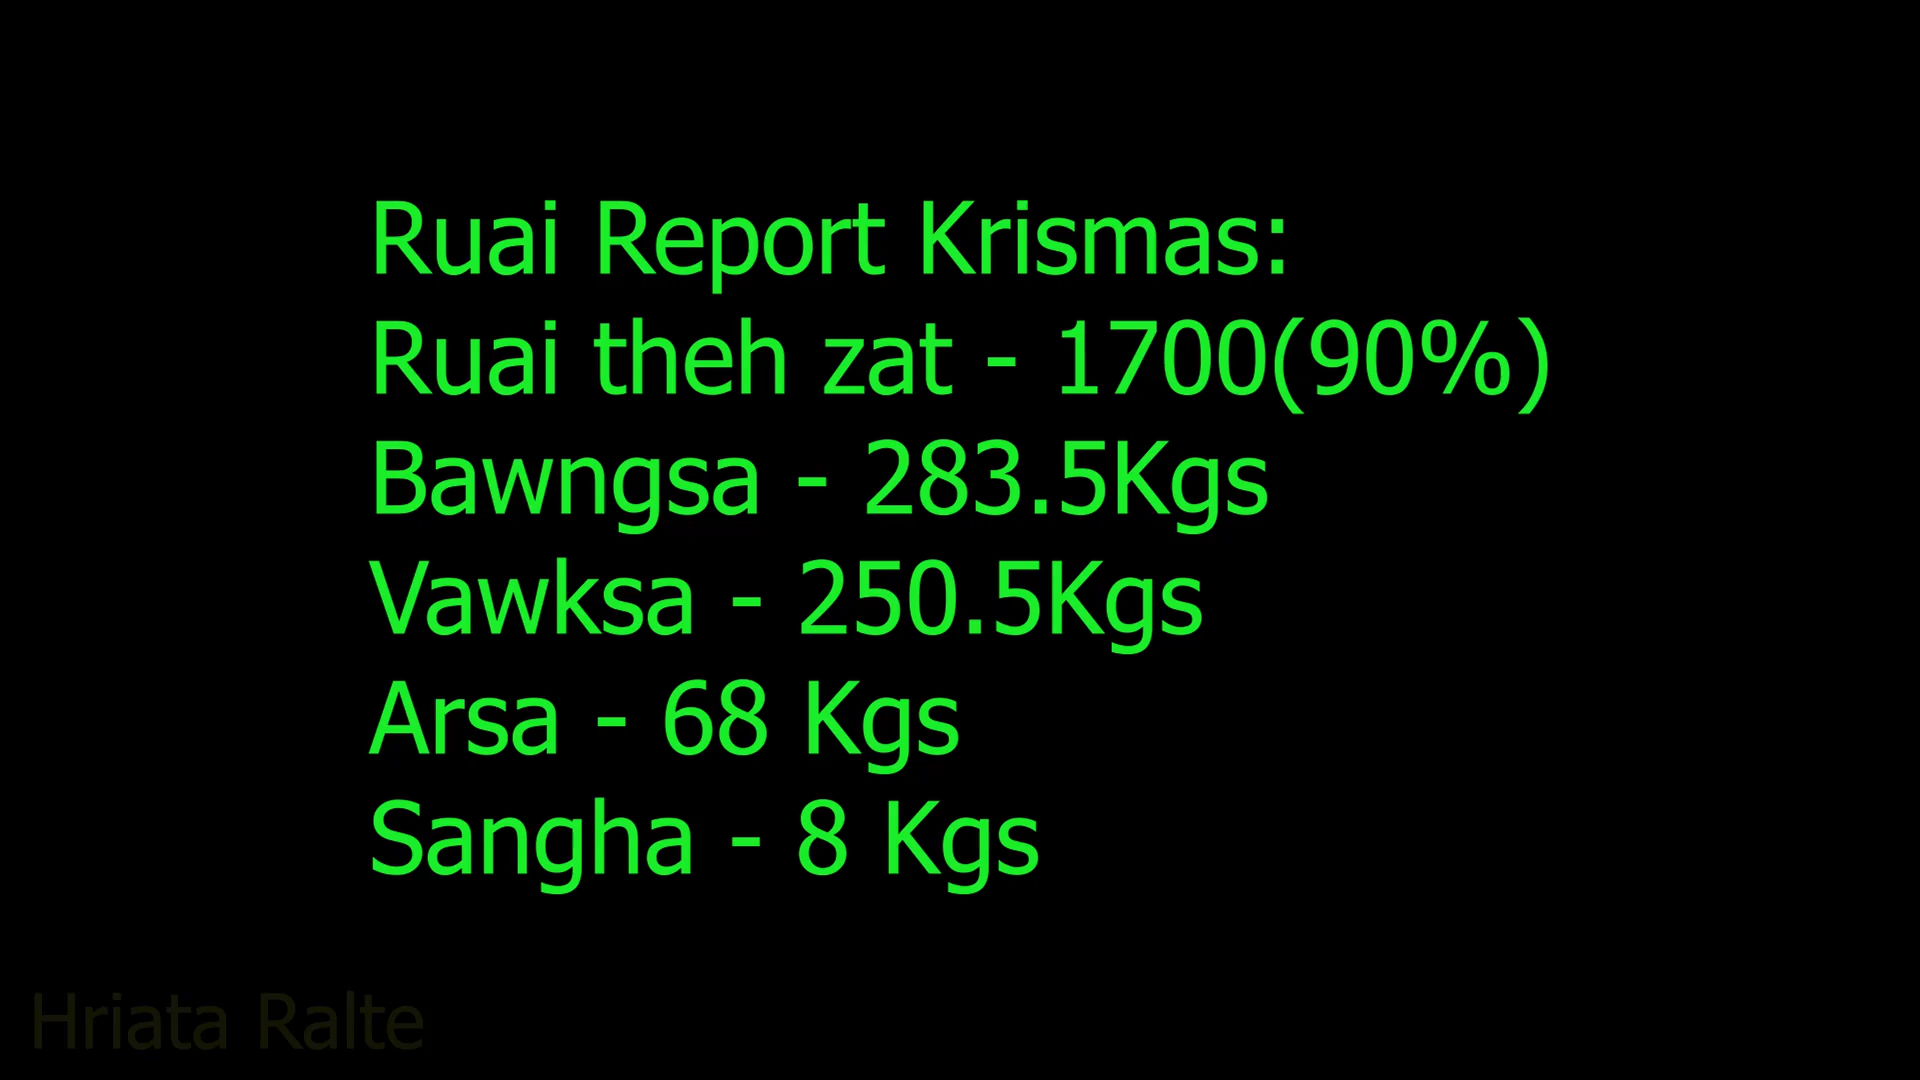 Ruai Report Krismas:
Ruai theh zat - 1700(90%)
Bawngsa - 283.5Kgs
Vawksa - 250.5Kgs
Arsa - 68 Kgs
Sangha - 8 Kgs
Hriata Ralte